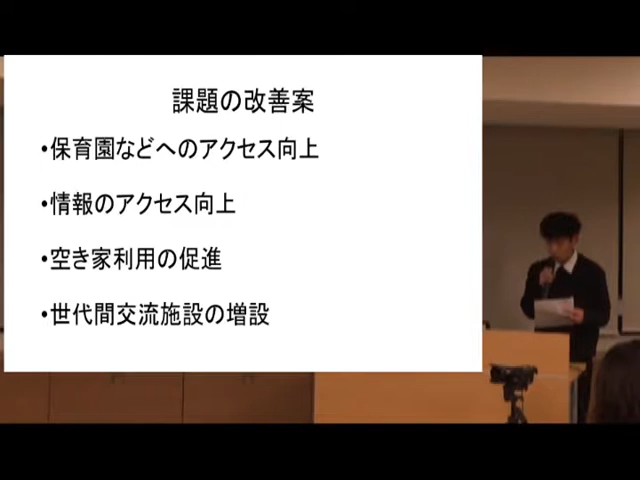 課題の改善案
•保育園などへのアクセス向上
•情報のアクセス向上
•空き家利用の促進
•世代間交流施設の増設